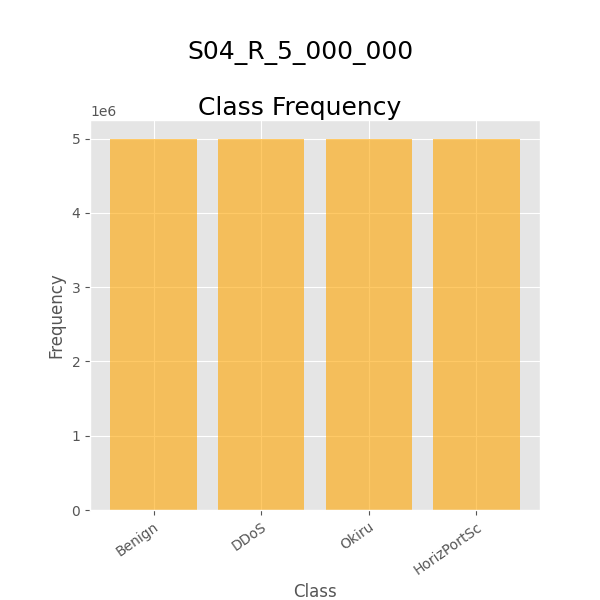 S04_R_5_000_000
Class Frequency
1e6
5
4
3
2
1
0
Frequency
Benign
DDoS
Okiru
HorizPortSc
Class